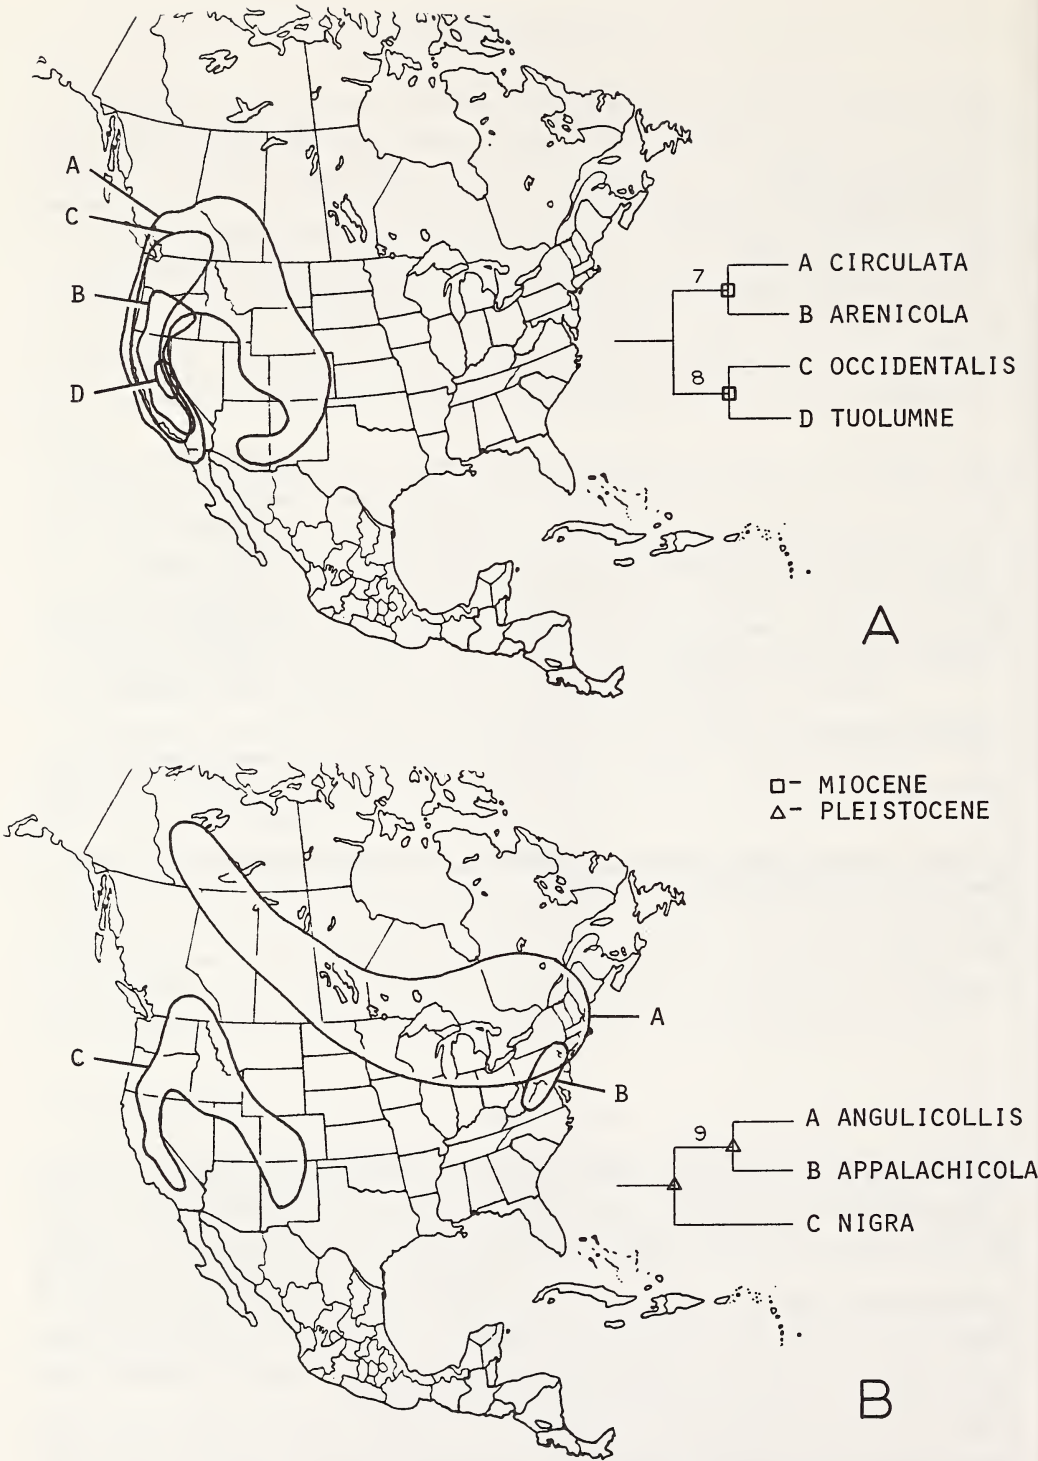 A
C
B
D
7
A CIRCULATA
B ARENICOLA
8
C OCCIDENTALIS
D TUOLUMNE
A
□- MIOCENE
△- PLEISTOCENE
A
C
B
9
A ANGULICOLLIS
B APPALACHICOLA
C NIGRA
B